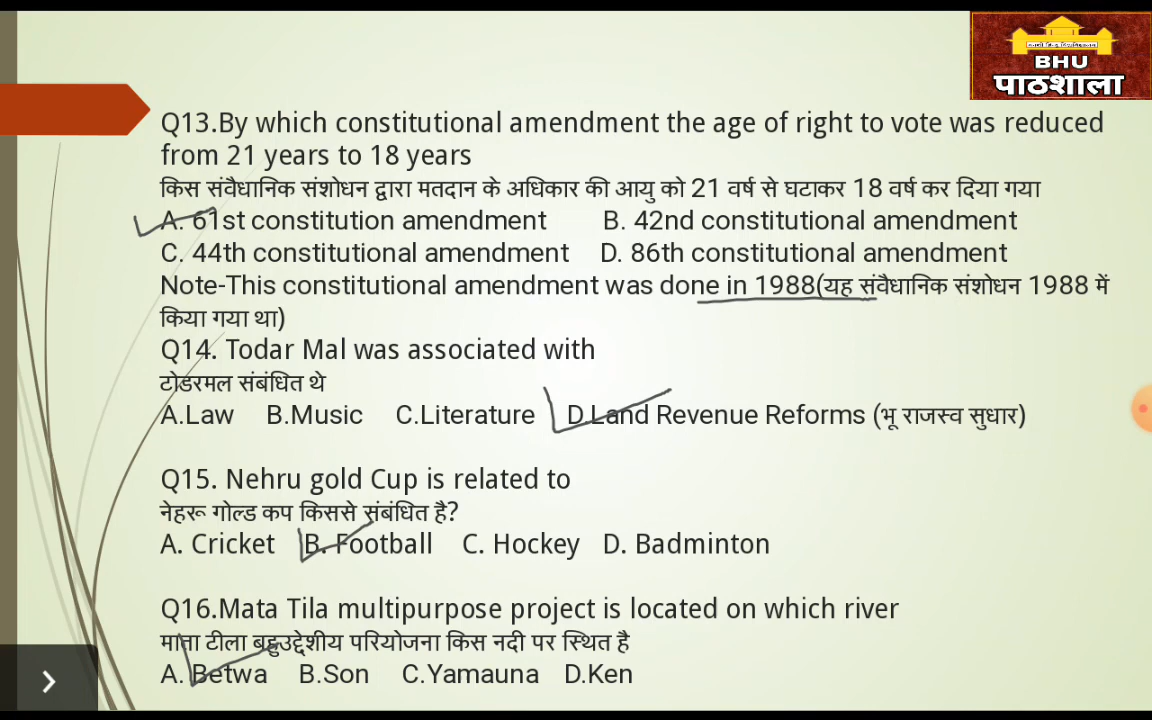 BHU
पाठशाला
Q13.By which constitutional amendment the age of right to vote was reduced
from 21 years to 18 years
किस संवैधानिक संशोधन द्वारा मतदान के अधिकार की आयु को 21 वर्ष से घटाकर 18 वर्ष कर दिया गया
A. 61st constitution amendment B. 42nd constitutional amendment
C. 44th constitutional amendment D. 86th constitutional amendment
Note-This constitutional amendment was done in 1988(यह संवैधानिक संशोधन 1988 में
किया गया था)
Q14. Todar Mal was associated with
टोडरमल संबंधित थे
A.Law B.Music C.Literature D.Land Revenue Reforms (भू राजस्व सुधार)
Q15. Nehru gold Cup is related to
नेहरू गोल्ड कप किससे संबंधित है?
A. Cricket B. Football C. Hockey D. Badminton
Q16.Mata Tila multipurpose project is located on which river
माता टीला बहुउद्देशीय परियोजना किस नदी पर स्थित है
A. Betwa B.Son C.Yamauna D.Ken